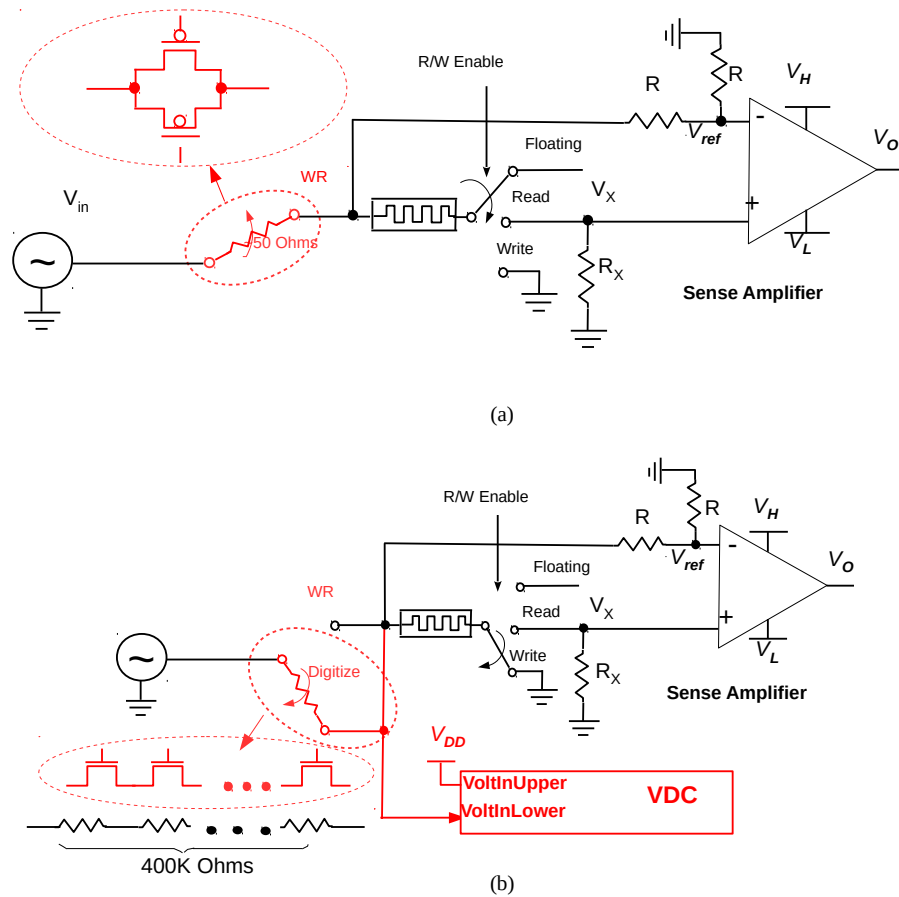 R/W Enable
R
R
V_H
V_ref
-
V_O
Floating
WR
V_in
Read
V_X
+
~
~50 Ohms
Write
V_L
R_X
Sense Amplifier
(a)
R/W Enable
R
R
V_H
V_ref
-
V_O
Floating
WR
Read
V_X
+
~
Digitize
Write
V_L
R_X
Sense Amplifier
V_DD
VoltInUpper
VDC
VoltInLower
400K Ohms
(b)